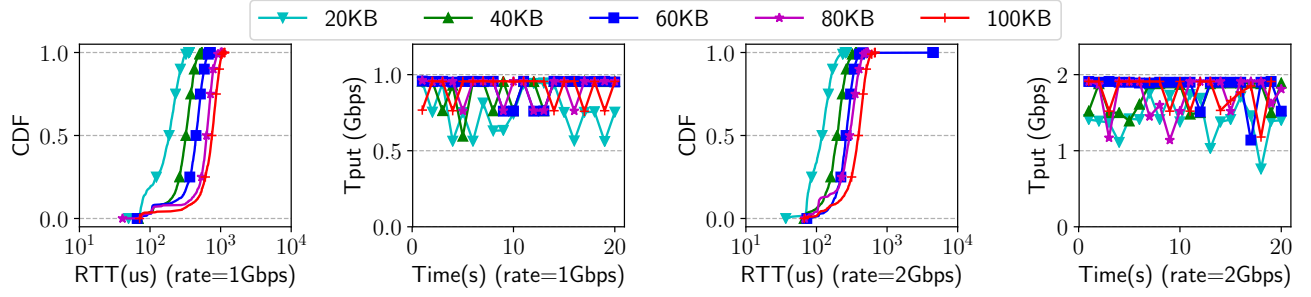 20KB 40KB 60KB 80KB 100KB
CDF
1.0
0.5
0.0
10^1 10^2 10^3 10^4
RTT(us) (rate=1Gbps)
Tput (Gbps)
1.0
0.5
0.0
0 10 20
Time(s) (rate=1Gbps)
CDF
1.0
0.5
0.0
10^1 10^2 10^3 10^4
RTT(us) (rate=2Gbps)
Tput (Gbps)
2
1
0
0 10 20
Time(s) (rate=2Gbps)